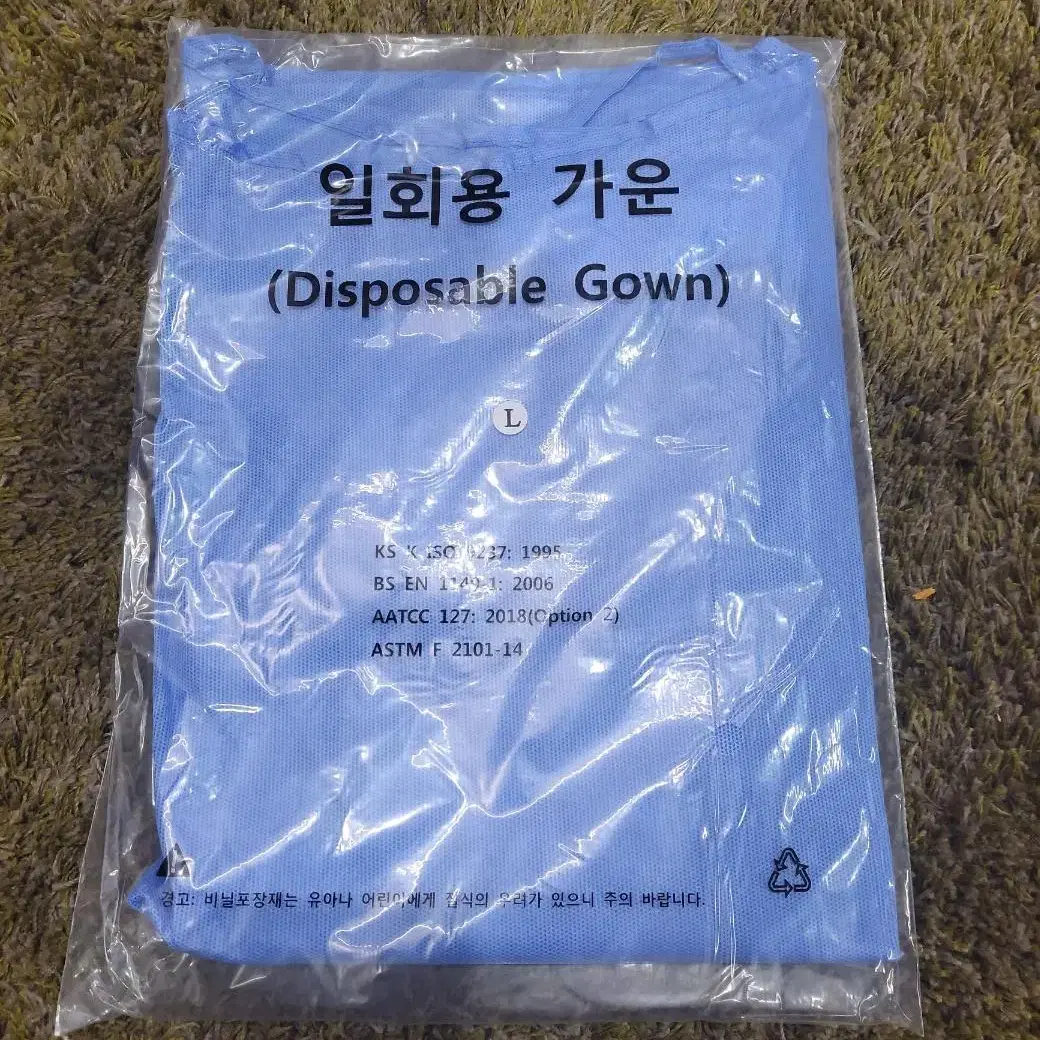 일회용 가운
(Disposable Gown)
L
KS K ISO 9237: 1995
BS EN 1149-1: 2006
AATCC 127: 2018(Option 2)
ASTM F 2101-14
경고: 비닐포장재는 유아나 어린이에게 질식의 우려가 있으니 주의 바랍니다.